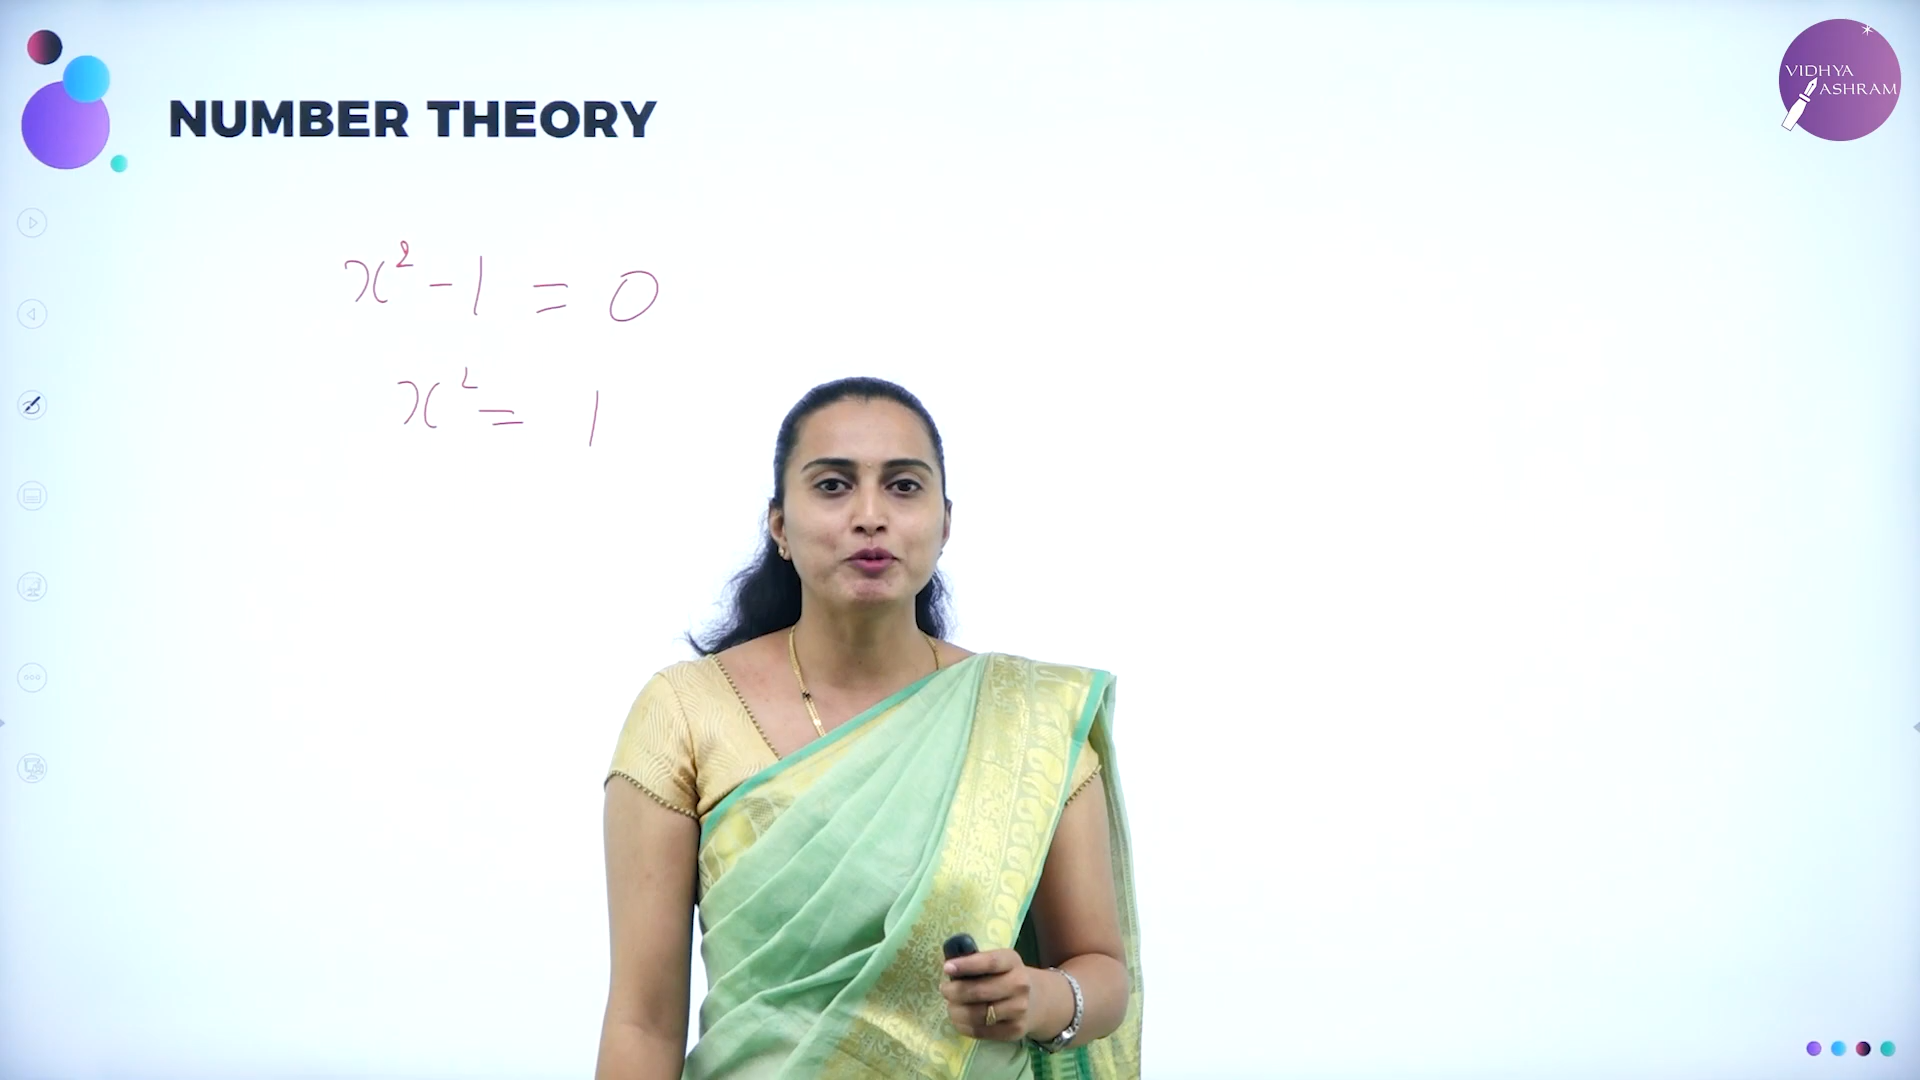 VIDHYA
ASHRAM
NUMBER THEORY
x² - 1 = 0
x² = 1